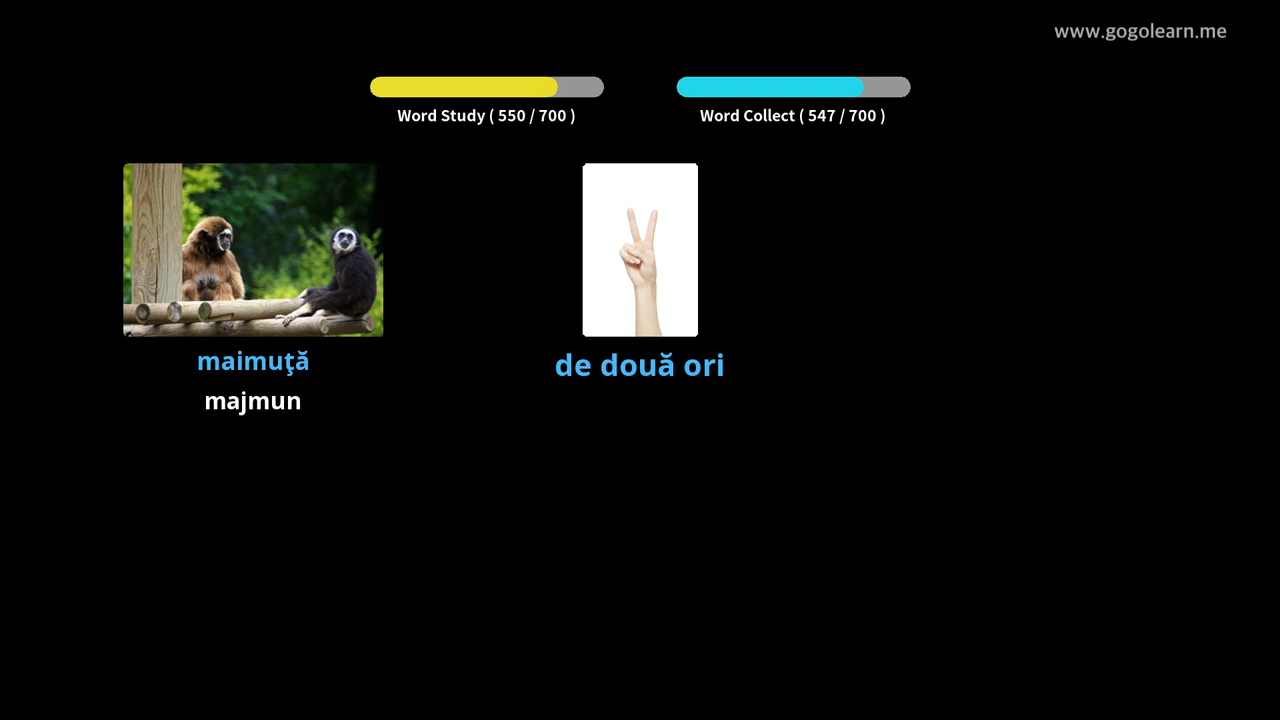 www.gogolearn.me
Word Study ( 550 / 700 )
Word Collect ( 547 / 700 )
maimuţă
majmun
de două ori